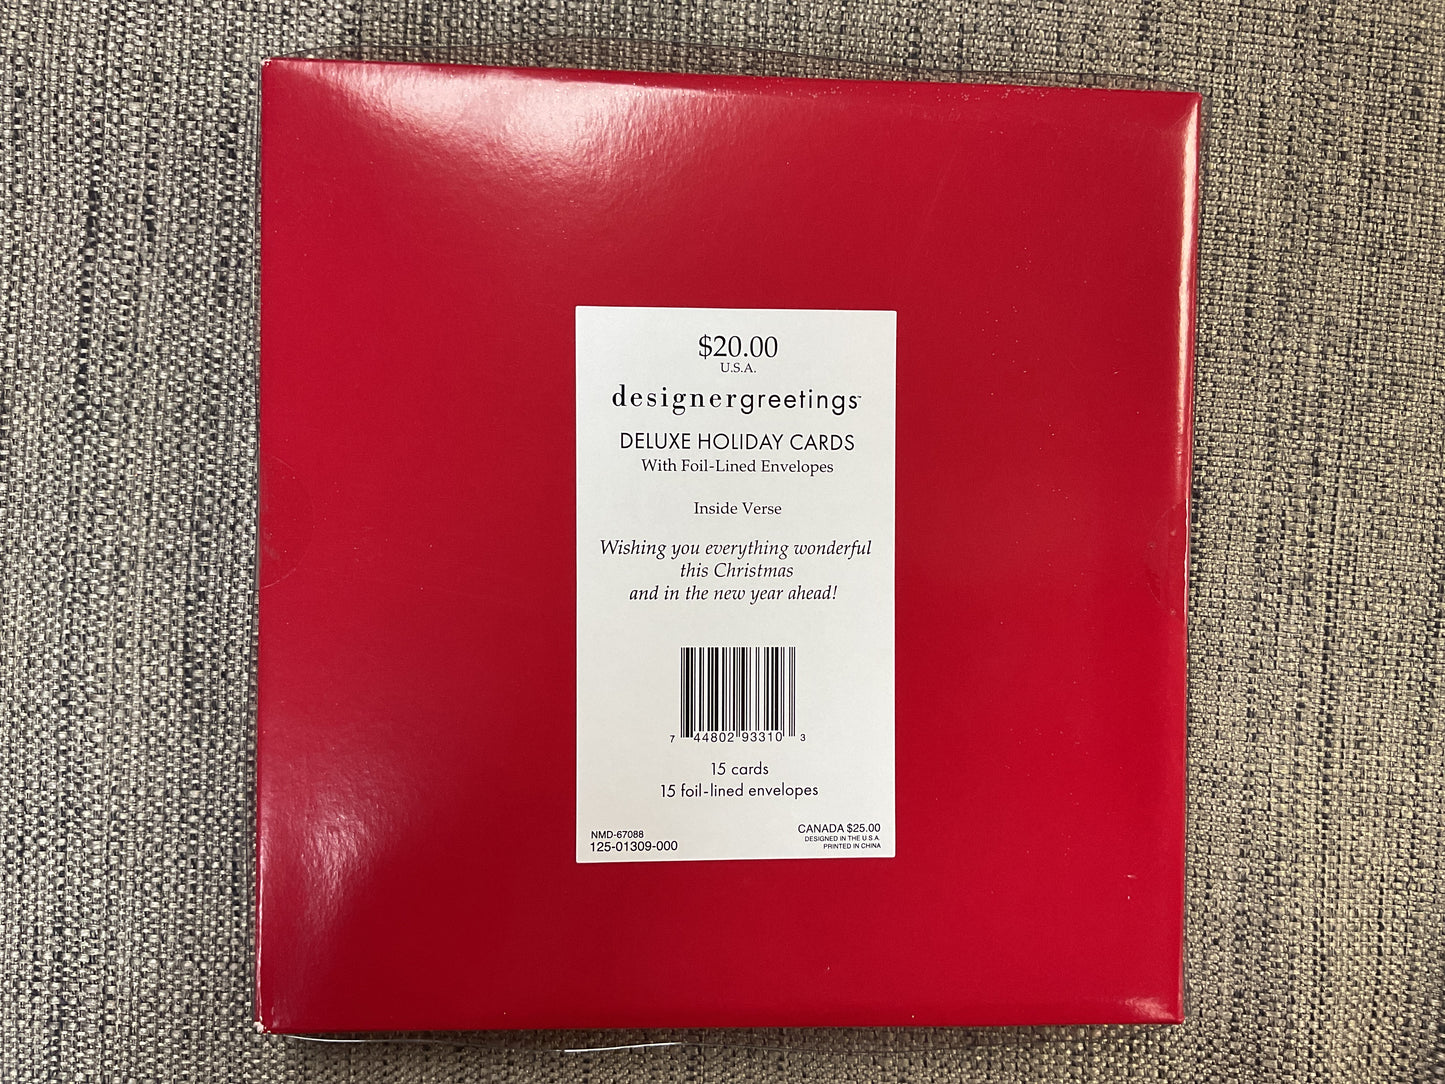 $20.00
U.S.A.
designergreetings™
DELUXE HOLIDAY CARDS
With Foil-Lined Envelopes
Inside Verse
Wishing you everything wonderful
this Christmas
and in the new year ahead!
7 44802 93310 3
15 cards
15 foil-lined envelopes
NMD-67088
125-01309-000
CANADA $25.00
DESIGNED IN THE U.S.A.
PRINTED IN CHINA